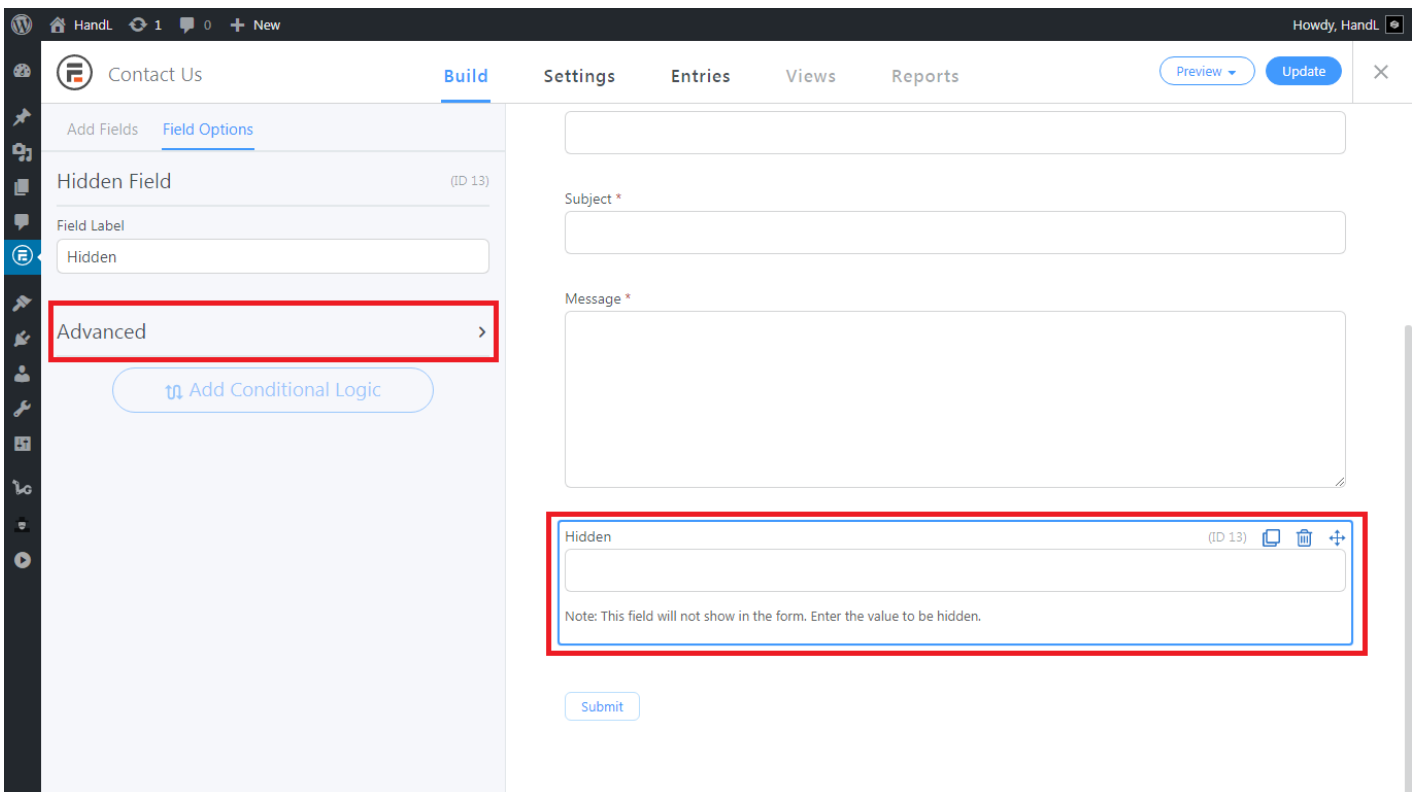 HandL 1 0 New Howdy, HandL
Contact Us Build Settings Entries Views Reports Preview Update
Add Fields Field Options
Hidden Field (ID 13)
Field Label
Hidden
Advanced
Add Conditional Logic
Subject *
Message *
Hidden (ID 13)
Note: This field will not show in the form. Enter the value to be hidden.
Submit